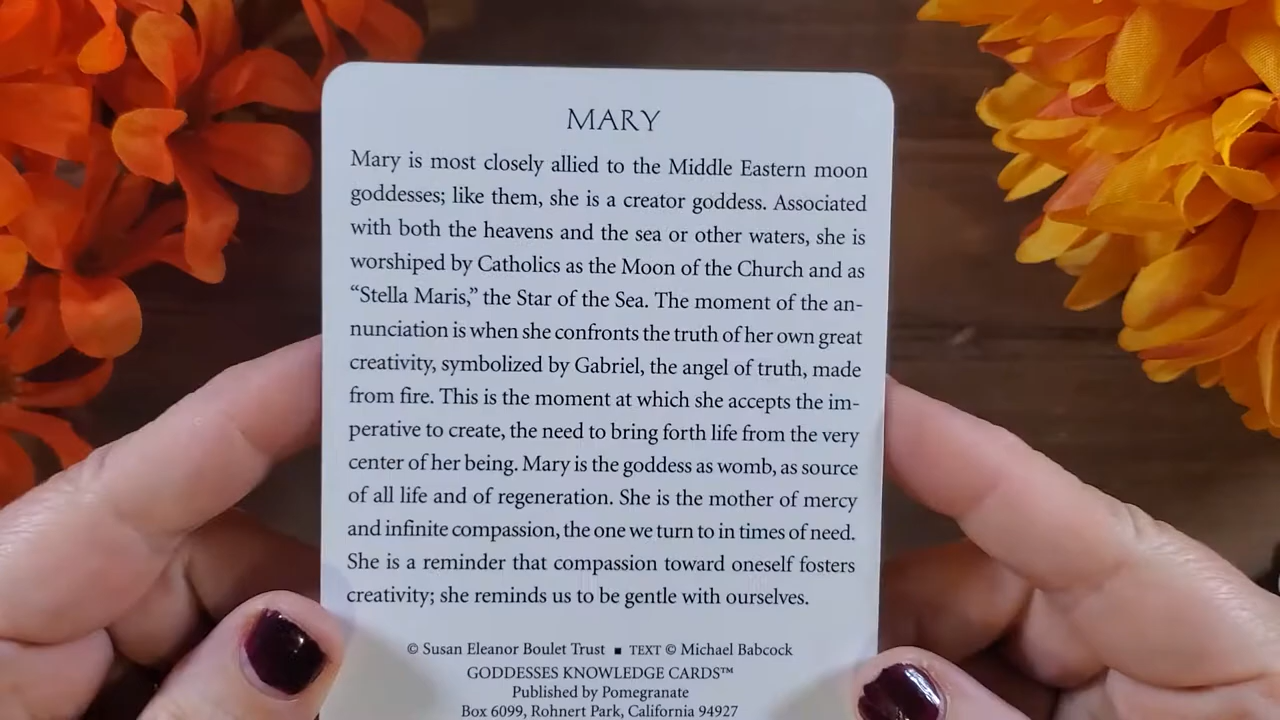 MARY
Mary is most closely allied to the Middle Eastern moon
goddesses; like them, she is a creator goddess. Associated
with both the heavens and the sea or other waters, she is
worshiped by Catholics as the Moon of the Church and as
“Stella Maris,” the Star of the Sea. The moment of the an-
nunciation is when she confronts the truth of her own great
creativity, symbolized by Gabriel, the angel of truth, made
from fire. This is the moment at which she accepts the im-
perative to create, the need to bring forth life from the very
center of her being. Mary is the goddess as womb, as source
of all life and of regeneration. She is the mother of mercy
and infinite compassion, the one we turn to in times of need.
She is a reminder that compassion toward oneself fosters
creativity; she reminds us to be gentle with ourselves.
© Susan Eleanor Boulet Trust ■ TEXT © Michael Babcock
GODDESSES KNOWLEDGE CARDS™
Published by Pomegranate
Box 6099, Rohnert Park, California 94927